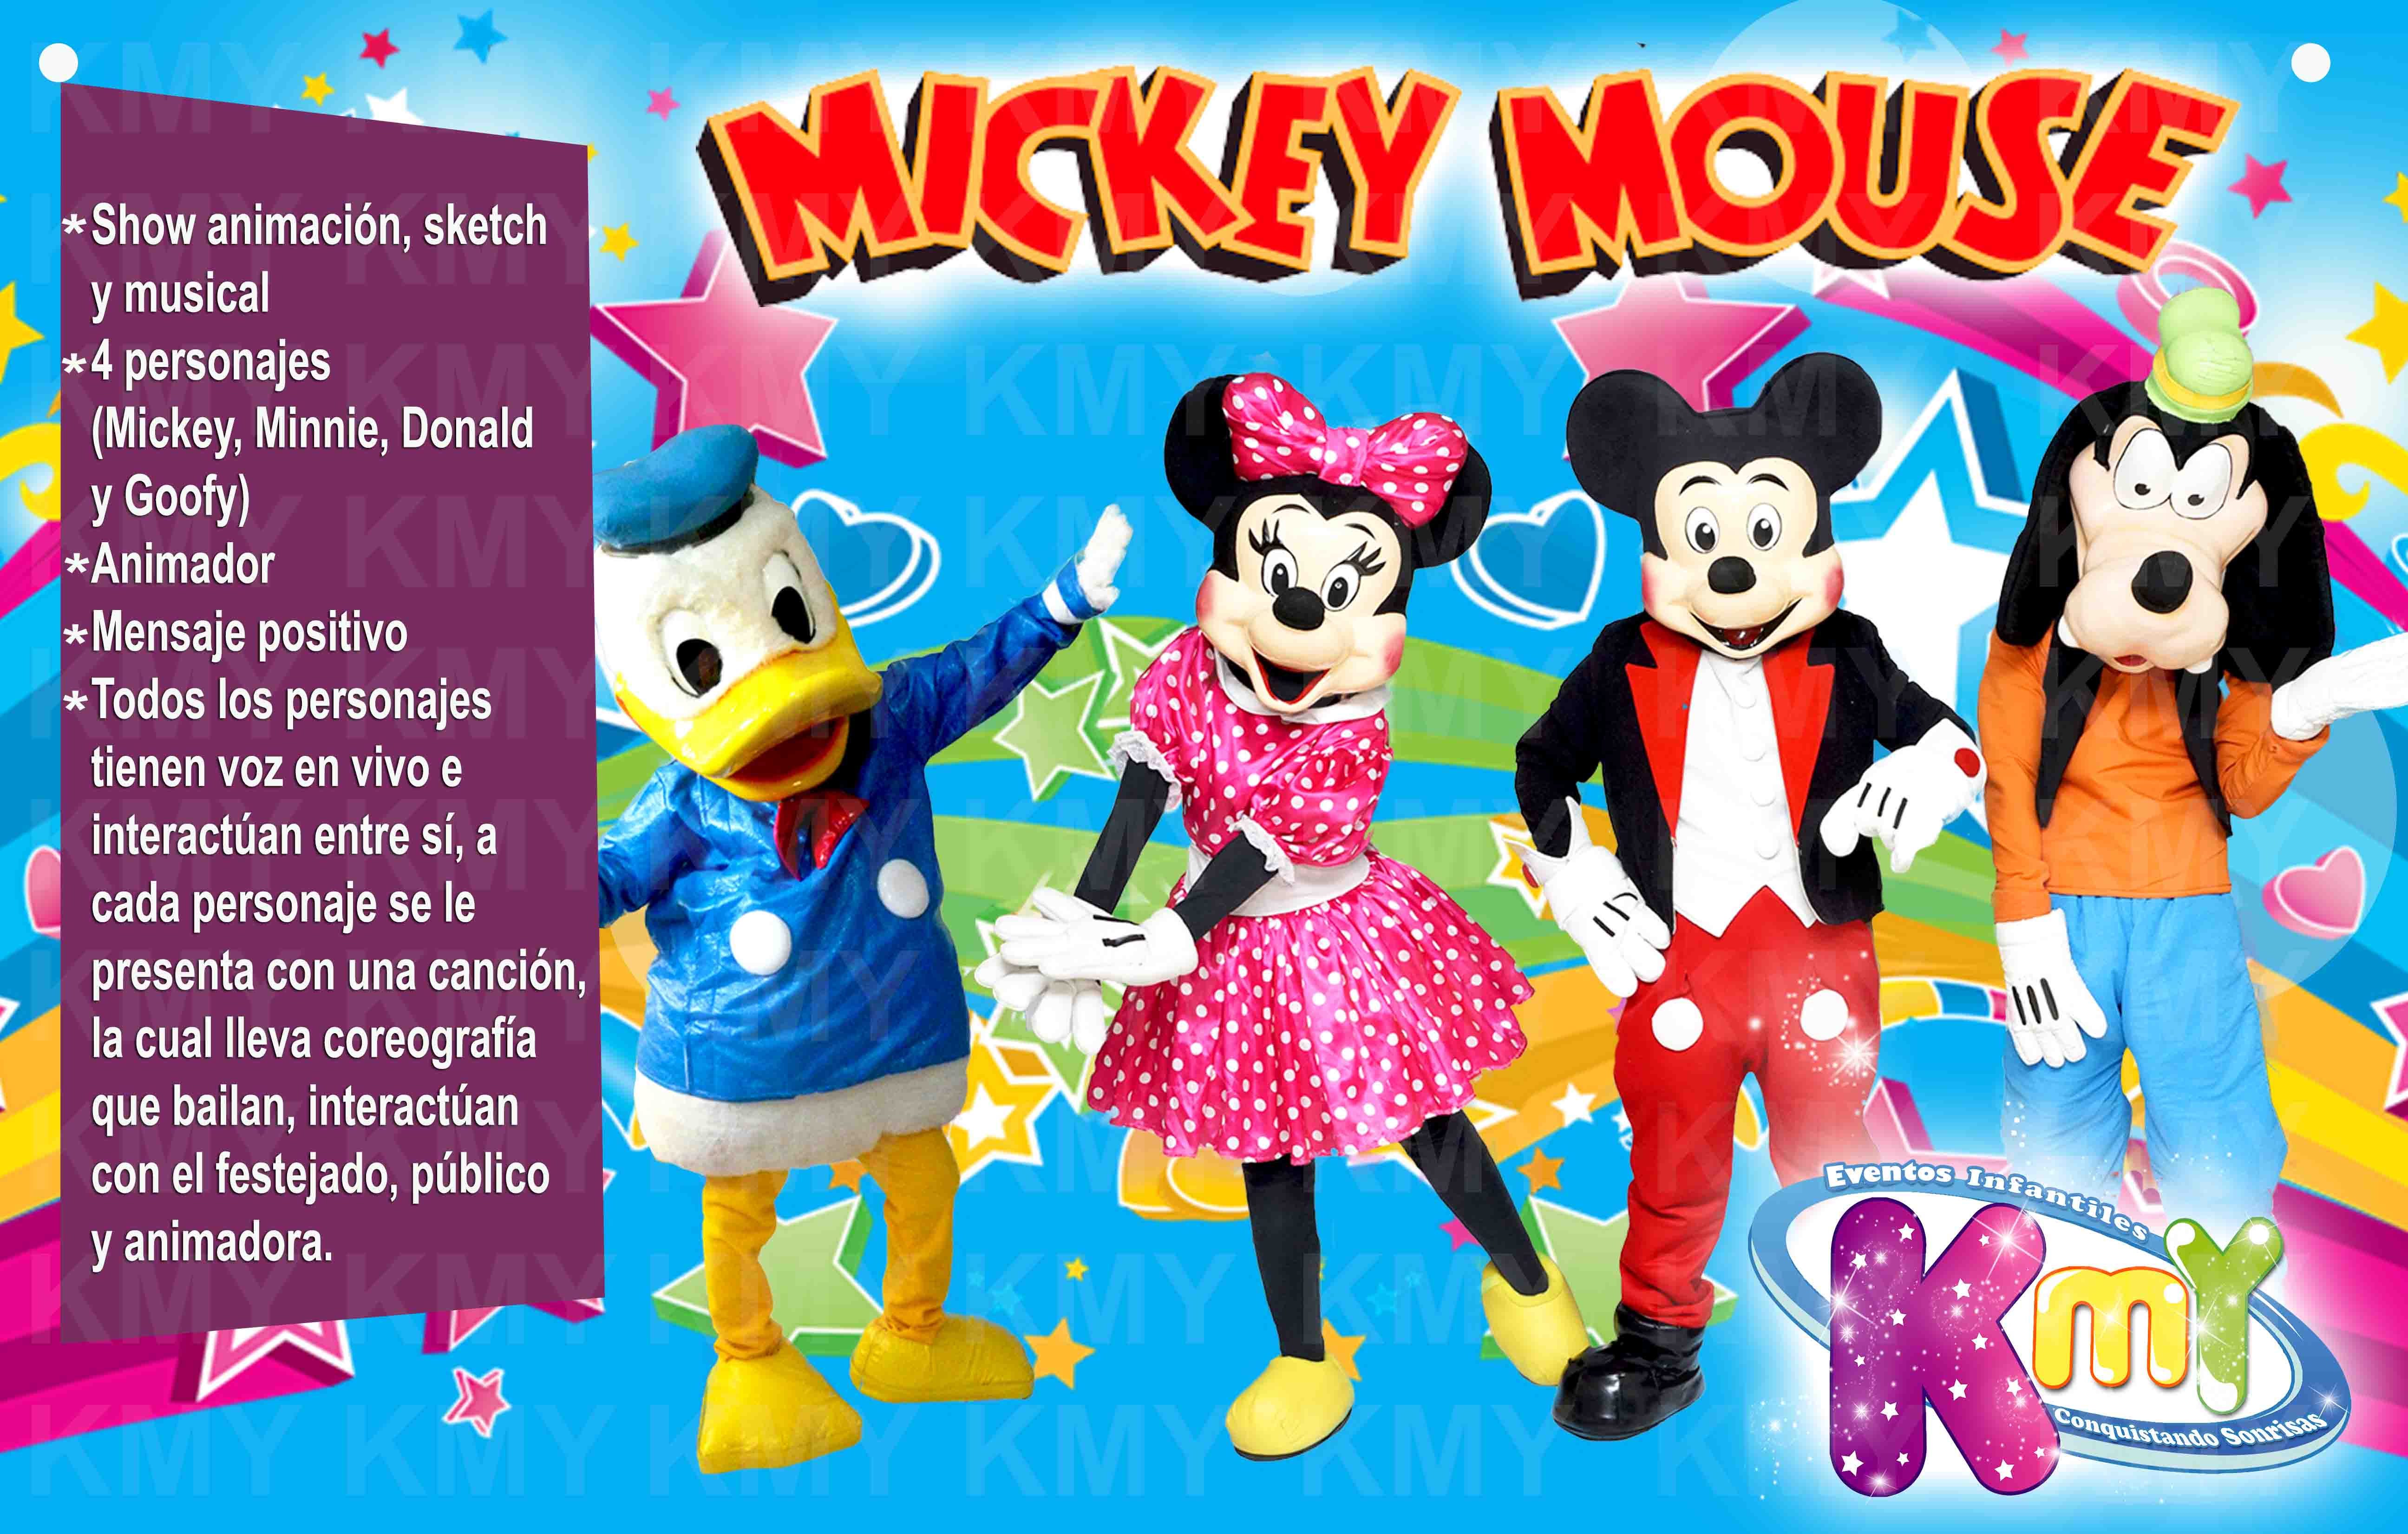 MICKEY MOUSE
*Show animación, sketch
y musical
*4 personajes
(Mickey, Minnie, Donald
y Goofy)
*Animador
*Mensaje positivo
*Todos los personajes
tienen voz en vivo e
interactúan entre sí, a
cada personaje se le
presenta con una canción,
la cual lleva coreografía
que bailan, interactúan
con el festejado, público
y animadora.
Eventos Infantiles
KmY
Conquistando Sonrisas